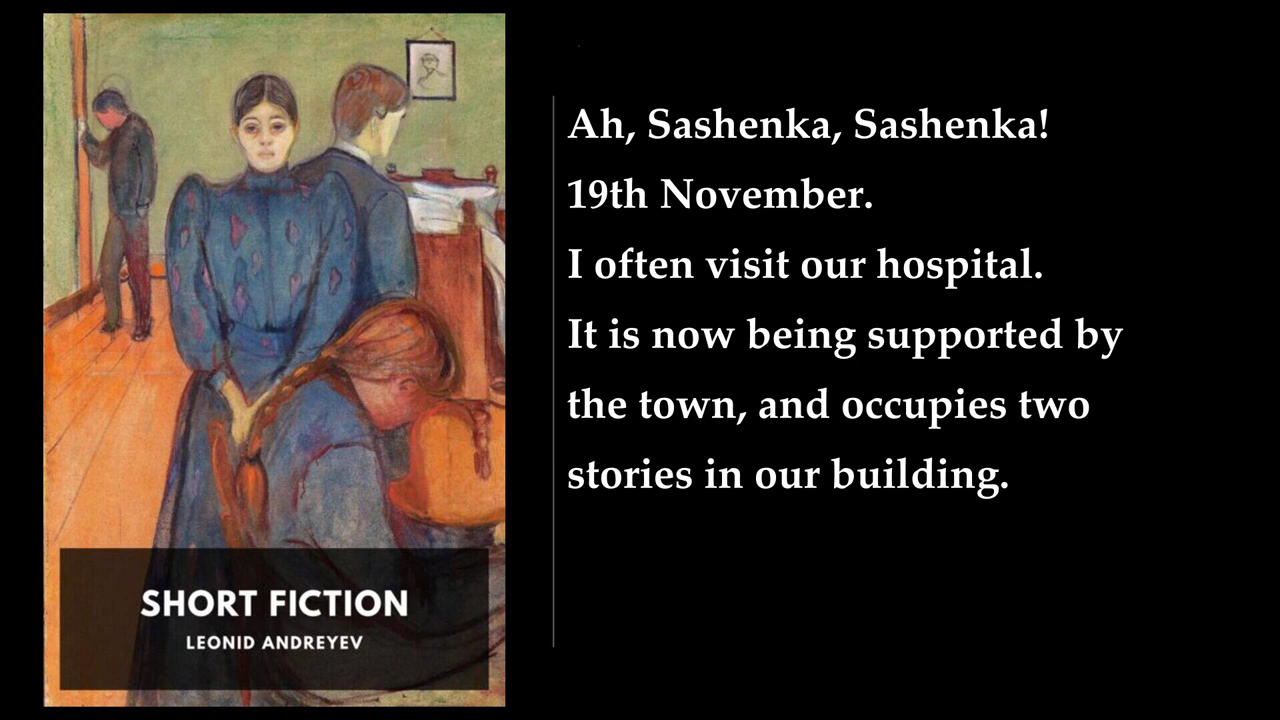 SHORT FICTION
LEONID ANDREYEV
Ah, Sashenka, Sashenka!
19th November.
I often visit our hospital.
It is now being supported by
the town, and occupies two
stories in our building.